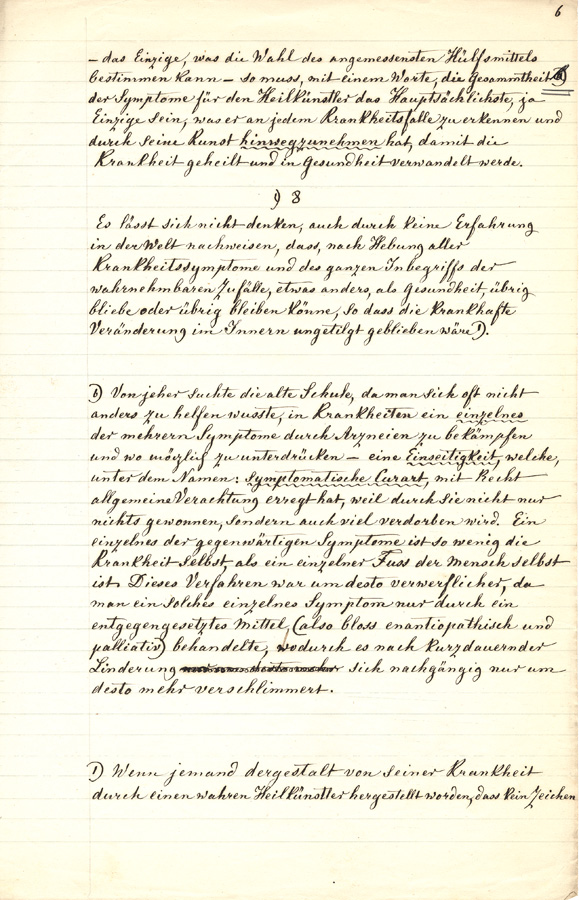 6
– das Einzige, was die Wahl des angemessensten Hülfsmittels
bestimmen kann – so muss, mit einem Worte, die Gesammtheit 6)
der Symptome für den Heilkünstler das Hauptsächlichste, ja
Einzige sein, was er an jedem Krankheitsfalle zu erkennen und
durch seine Kunst hinwegzunehmen hat, damit die
Krankheit geheilt und in Gesundheit verwandelt werde.
) 8
Es lässt sich nicht denken, auch durch keine Erfahrung
in der Welt nachweisen, dass, nach Hebung aller
Krankheitssymptome und des ganzen Inbegriffs der
wahrnehmbaren Zufälle, etwas anders, als Gesundheit, übrig
bliebe oder übrig bleiben könne, so dass die krankhafte
Veränderung im Innern ungetilgt geblieben wäre 1).
6) Von jeher suchte die alte Schule, da man sich oft nicht
anders zu helfen wusste, in Krankheiten ein einzelnes
der mehrern Symptome durch Arzneien zu bekämpfen
und wo möglich zu unterdrücken – eine Einseitigkeit, welche,
unter dem Namen: symptomatische Curart, mit Recht
allgemeine Verachtung erregt hat, weil durch sie nicht nur
nichts gewonnen, sondern auch viel verdorben wird. Ein
einzelnes der gegenwärtigen Symptome ist so wenig die
Krankheit selbst, als ein einzelner Fuss der Mensch selbst
ist. Dieses Verfahren war um desto verwerflicher, da
man ein solches einzelnes Symptom nur durch ein
entgegengesetztes Mittel (also bloss enantiopathisch und
palliativ) behandelte, wodurch es nach kurzdauernder
Linderung sich nachgängig nur um
desto mehr verschlimmert.
1) Wenn jemand dergestalt von seiner Krankheit
durch einen wahren Heilkünstler hergestellt worden, dass kein Zeichen